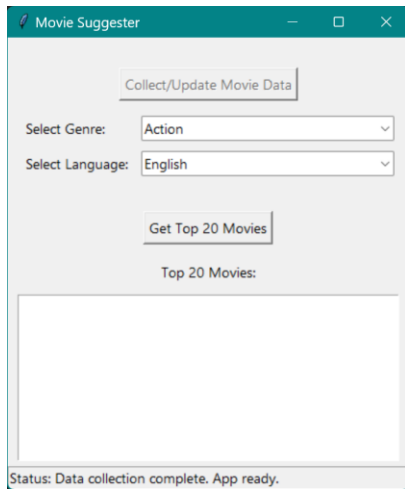 Movie Suggester
Collect/Update Movie Data
Select Genre: Action
Select Language: English
Get Top 20 Movies
Top 20 Movies:
Status: Data collection complete. App ready.